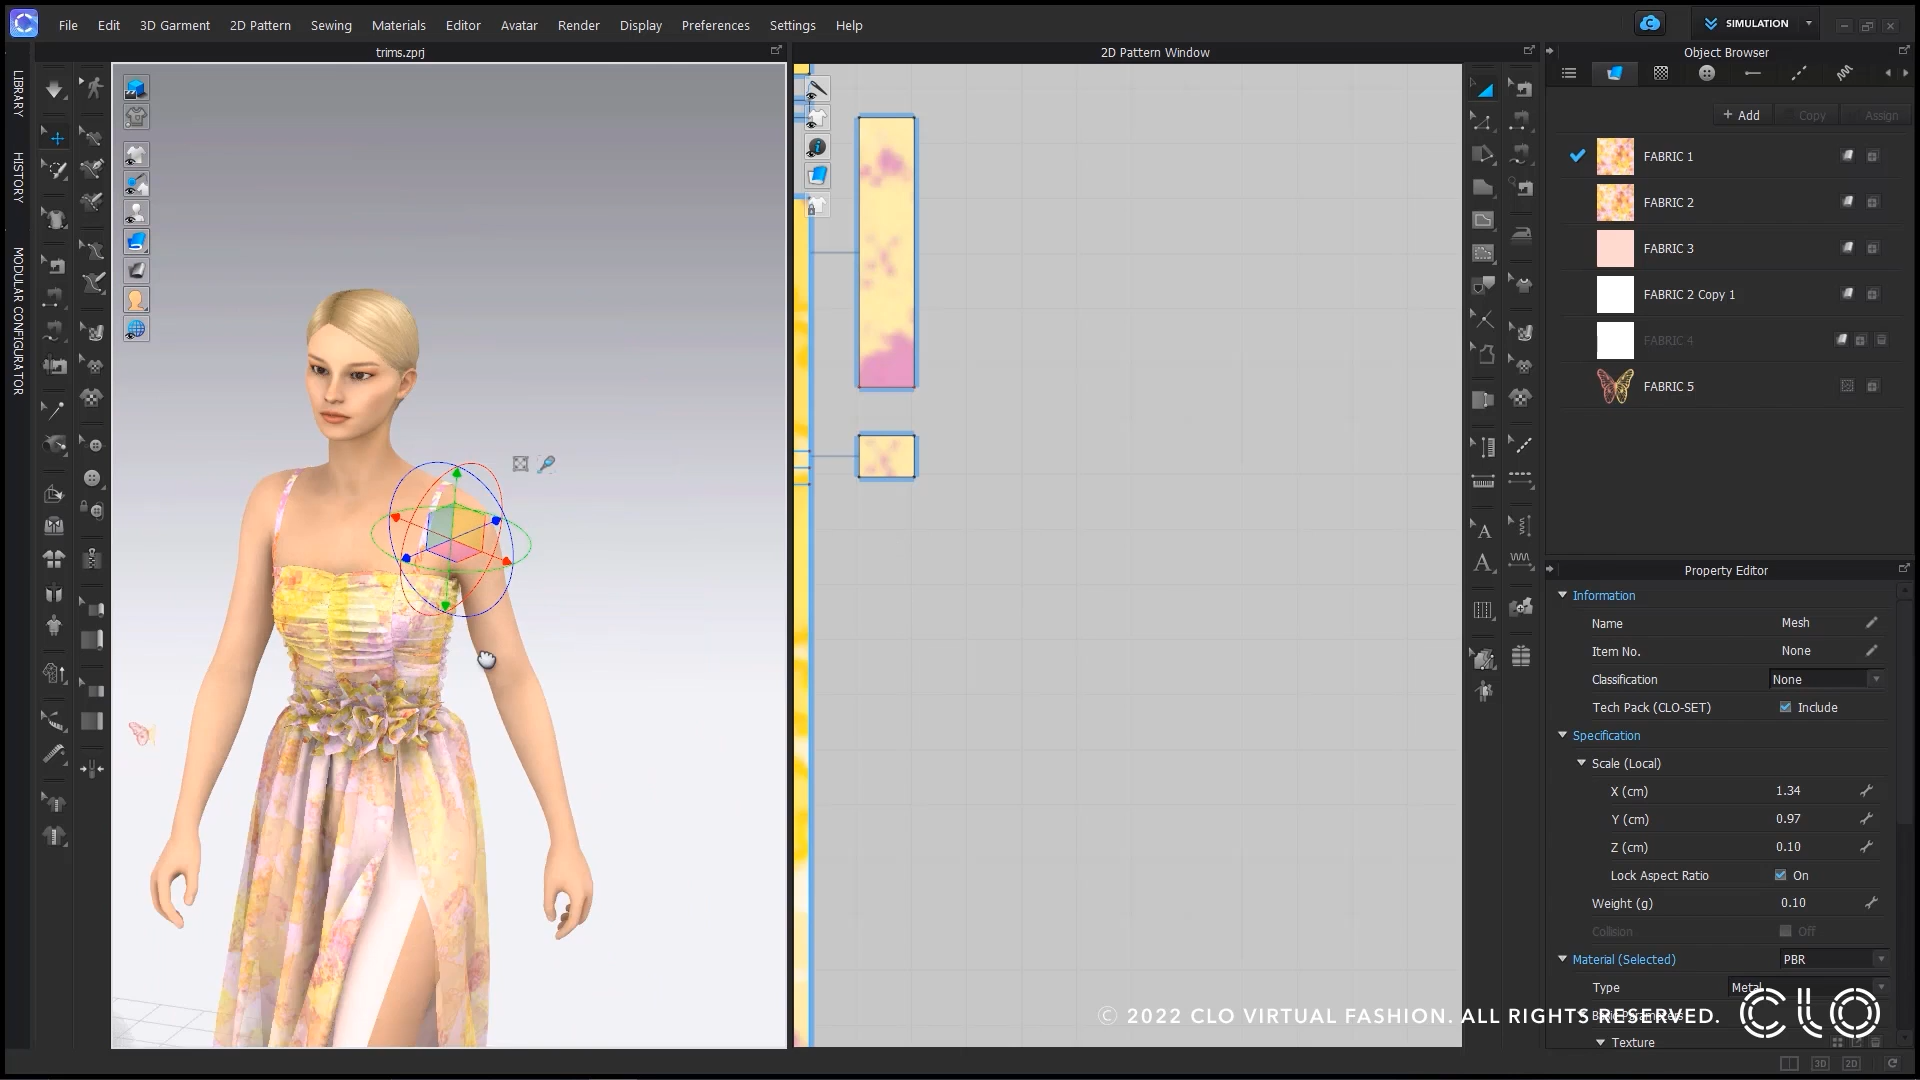 File Edit 3D Garment 2D Pattern Sewing Materials Editor Avatar Render Display Preferences Settings Help
SIMULATION
trims.zprj
2D Pattern Window
Object Browser
LIBRARY
HISTORY
MODULAR CONFIGURATOR
+ Add Copy Assign
FABRIC 1
FABRIC 2
FABRIC 3
FABRIC 2 Copy 1
FABRIC 4
FABRIC 5
A
A
Property Editor
Information
Name Mesh
Item No. None
Classification None
Tech Pack (CLO-SET) Include
Specification
Scale (Local)
X (cm) 1.34
Y (cm) 0.97
Z (cm) 0.10
Lock Aspect Ratio On
Weight (g) 0.10
Collision Off
Material (Selected) PBR
Type Metal
© 2022 CLO VIRTUAL FASHION. ALL RIGHTS RESERVED. CLO
Texture
3D 2D